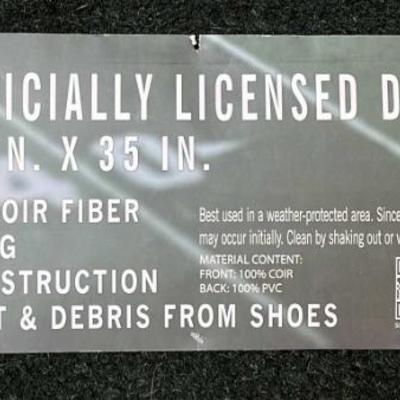 ICIALLY LICENSED D
N. X 35 IN.
OIR FIBER
G
STRUCTION
T & DEBRIS FROM SHOES
Best used in a weather-protected area. Since
may occur initially. Clean by shaking out or v
MATERIAL CONTENT:
FRONT: 100% COIR
BACK: 100% PVC